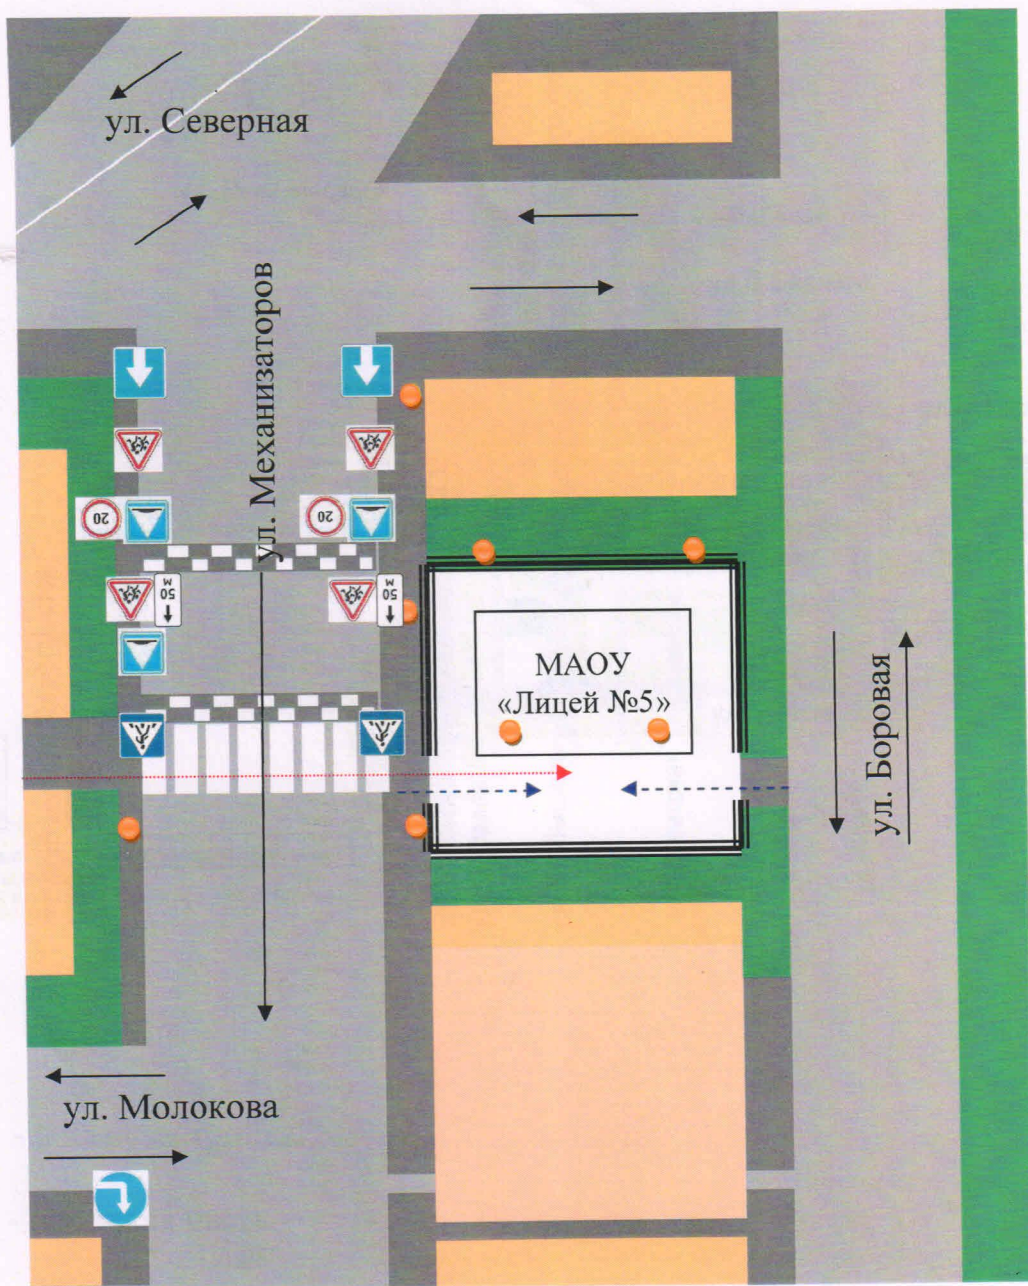 ул. Северная
ул. Механизаторов
20
20
50 м
50 м
МАОУ
«Лицей №5»
ул. Боровая
ул. Молокова